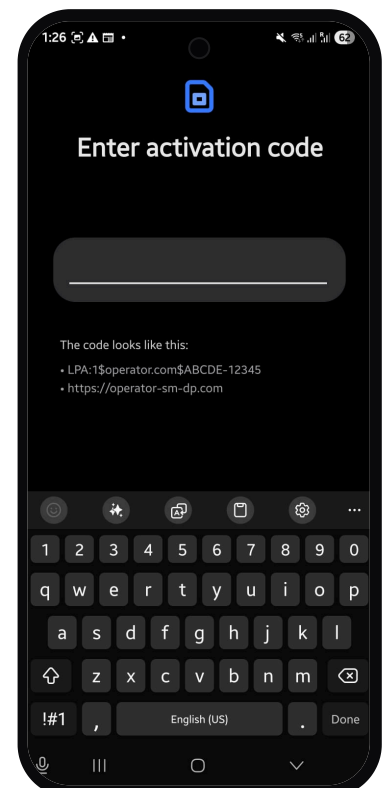 1:26 62
Enter activation code
The code looks like this:
• LPA:1$operator.com$ABCDE-12345
• https://operator-sm-dp.com
1 2 3 4 5 6 7 8 9 0
q w e r t y u i o p
a s d f g h j k l
z x c v b n m
!#1 , English (US) . Done